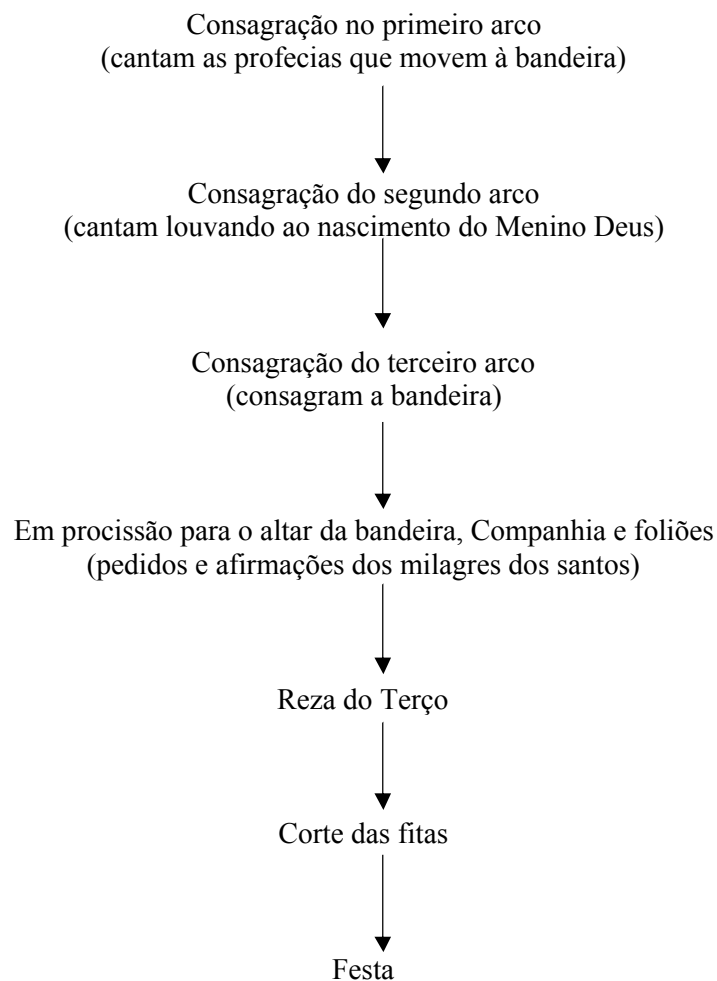 Consagração no primeiro arco
(cantam as profecias que movem à bandeira)
Consagração do segundo arco
(cantam louvando ao nascimento do Menino Deus)
Consagração do terceiro arco
(consagram a bandeira)
Em procissão para o altar da bandeira, Companhia e foliões
(pedidos e afirmações dos milagres dos santos)
Reza do Terço
Corte das fitas
Festa